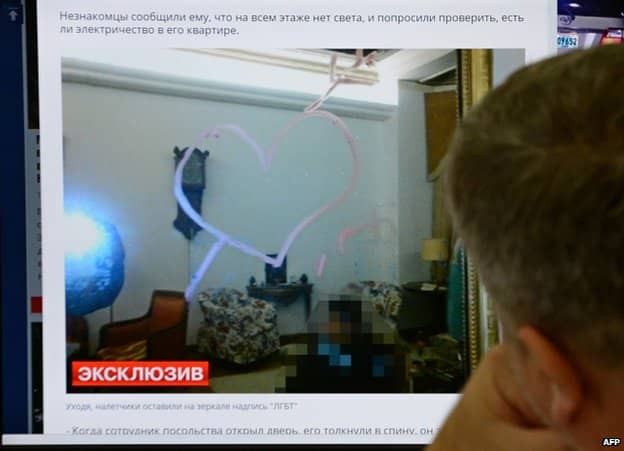 09652
Незнакомцы сообщили ему, что на всем этаже нет света, и попросили проверить, есть
ли электричество в его квартире.
ЭКСКЛЮЗИВ
Уходя, налетчики оставили на зеркале надпись "ЛГБТ"
- Когда сотрудник посольства открыл дверь, его толкнули в спину, он
AFP